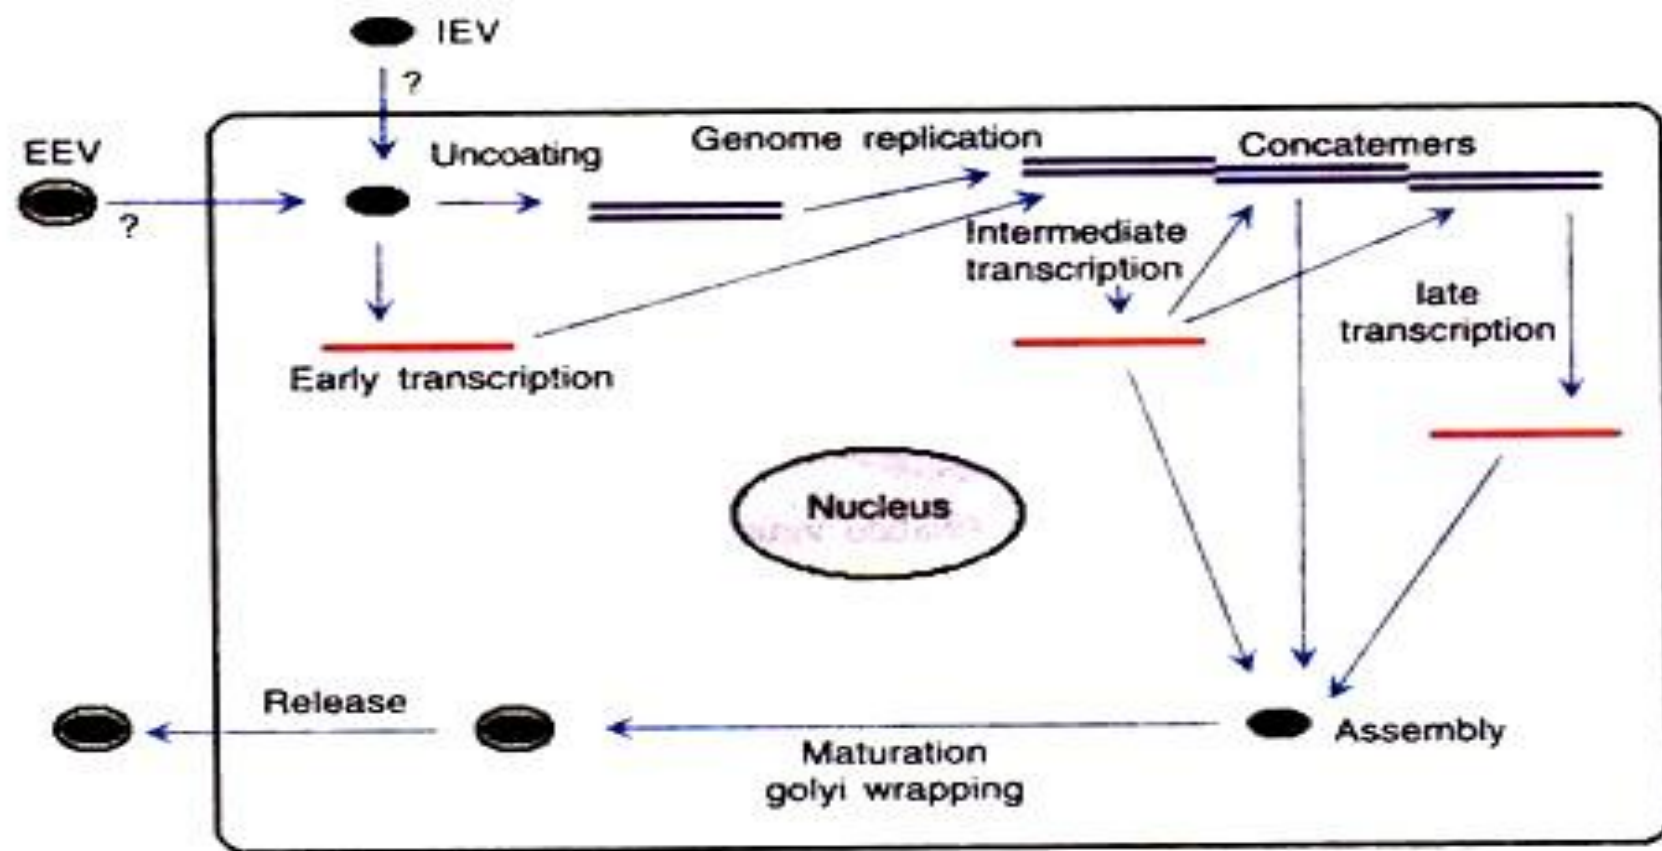 IEV
?
EEV
?
Uncoating
Genome replication
Concatemers
Intermediate
transcription
late
transcription
Early transcription
Nucleus
Release
Maturation
golyi wrapping
Assembly